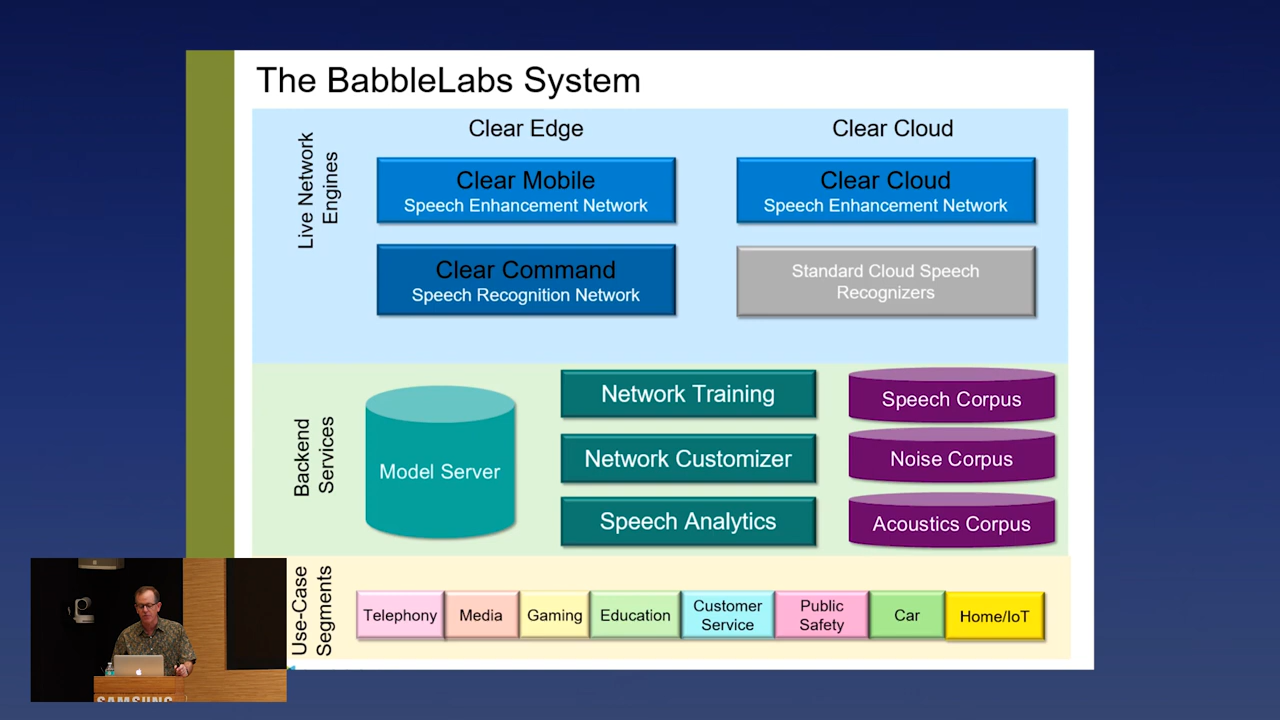 The BabbleLabs System
Live Network
Engines
Clear Edge
Clear Cloud
Clear Mobile
Speech Enhancement Network
Clear Cloud
Speech Enhancement Network
Clear Command
Speech Recognition Network
Standard Cloud Speech
Recognizers
Backend
Services
Model Server
Network Training
Network Customizer
Speech Analytics
Speech Corpus
Noise Corpus
Acoustics Corpus
Use-Case
Segments
Telephony
Media
Gaming
Education
Customer
Service
Public
Safety
Car
Home/IoT
SAMSUNG